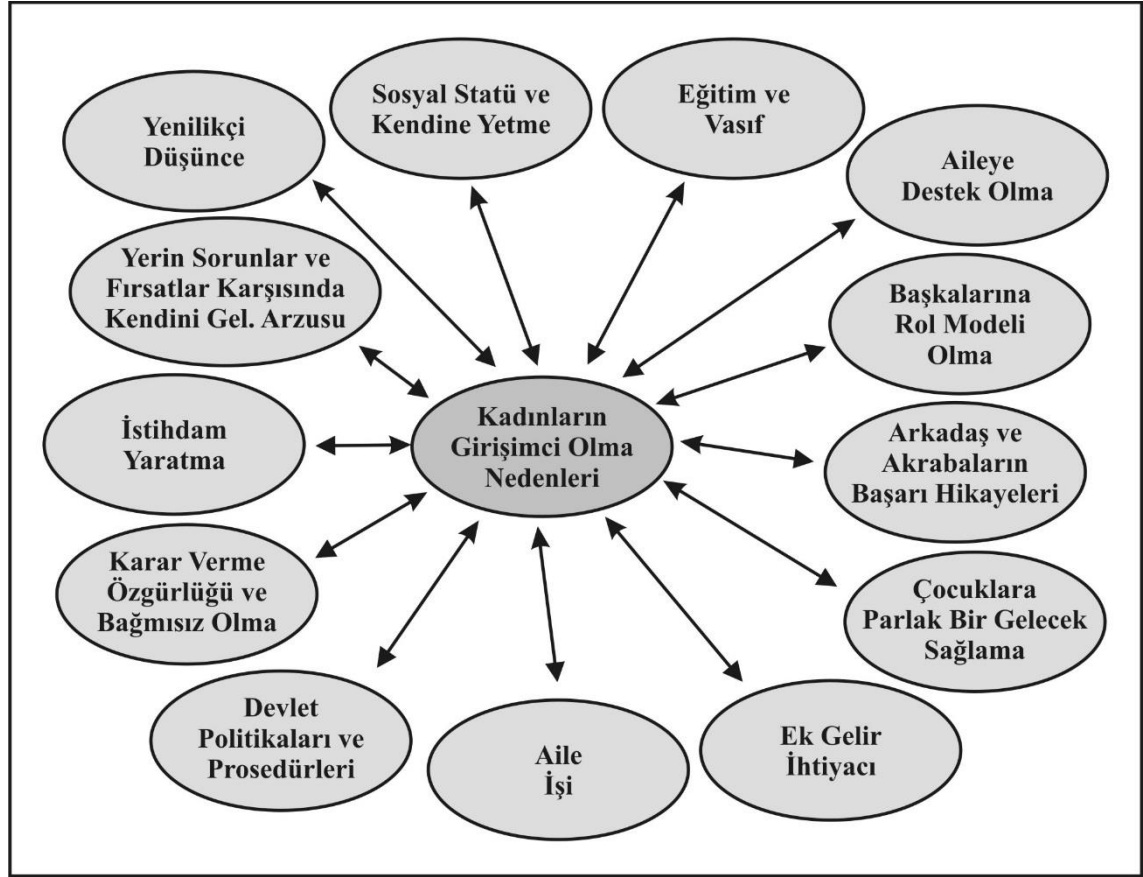 Yenilikçi
Düşünce
Sosyal Statü ve
Kendine Yetme
Eğitim ve
Vasıf
Aileye
Destek Olma
Yerin Sorunlar ve
Fırsatlar Karşısında
Kendini Gel. Arzusu
Başkalarına
Rol Modeli
Olma
Kadınların
Girişimci Olma
Nedenleri
İstihdam
Yaratma
Arkadaş ve
Akrabaların
Başarı Hikayeleri
Karar Verme
Özgürlüğü ve
Bağmısız Olma
Çocuklara
Parlak Bir Gelecek
Sağlama
Devlet
Politikaları ve
Prosedürleri
Aile
İşi
Ek Gelir
İhtiyacı